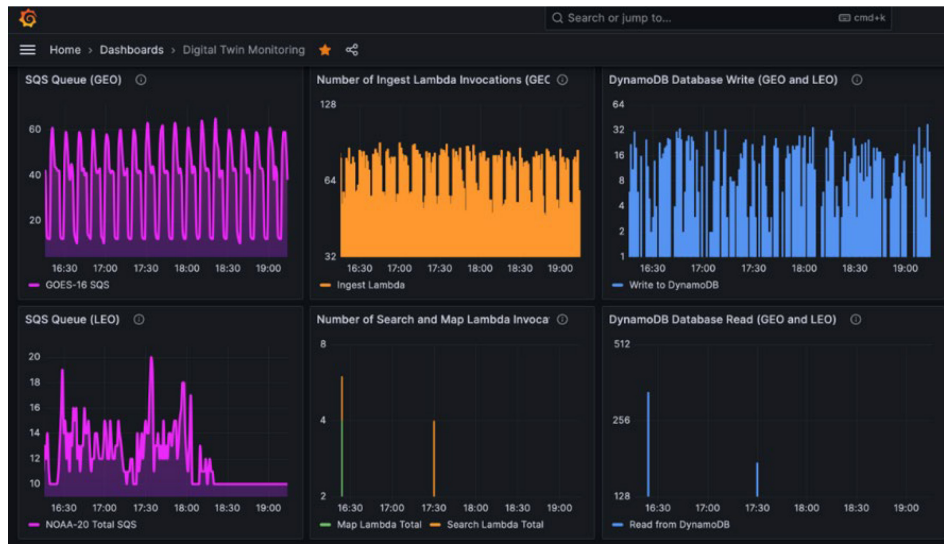 Search or jump to...
cmd+k
Home > Dashboards > Digital Twin Monitoring
SQS Queue (GEO)
60
40
20
16:30 17:00 17:30 18:00 18:30 19:00
GOES-16 SQS
Number of Ingest Lambda Invocations (GEC
128
64
32
16:30 17:00 17:30 18:00 18:30 19:00
Ingest Lambda
DynamoDB Database Write (GEO and LEO)
64
32
16
8
4
2
1
16:30 17:00 17:30 18:00 18:30 19:00
Write to DynamoDB
SQS Queue (LEO)
20
18
16
14
12
10
16:30 17:00 17:30 18:00 18:30 19:00
NOAA-20 Total SQS
Number of Search and Map Lambda Invocat
8
4
2
16:30 17:00 17:30 18:00 18:30 19:00
Map Lambda Total Search Lambda Total
DynamoDB Database Read (GEO and LEO)
512
256
128
16:30 17:00 17:30 18:00 18:30 19:00
Read from DynamoDB